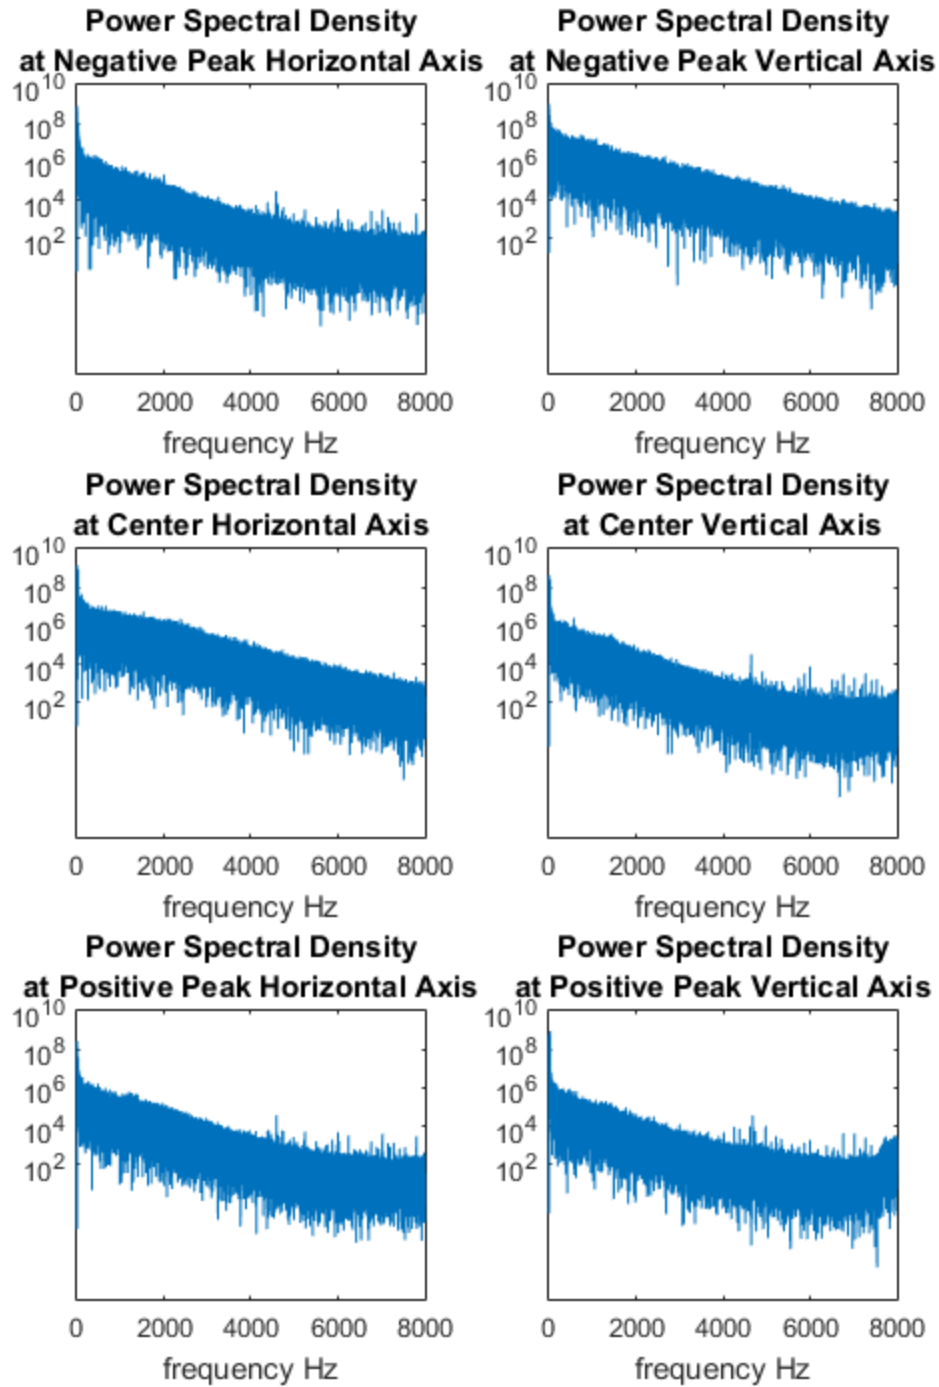 Power Spectral Density
at Negative Peak Horizontal Axis
10^10
10^8
10^6
10^4
10^2
0 2000 4000 6000 8000
frequency Hz
Power Spectral Density
at Negative Peak Vertical Axis
10^10
10^8
10^6
10^4
10^2
0 2000 4000 6000 8000
frequency Hz
Power Spectral Density
at Center Horizontal Axis
10^10
10^8
10^6
10^4
10^2
0 2000 4000 6000 8000
frequency Hz
Power Spectral Density
at Center Vertical Axis
10^10
10^8
10^6
10^4
10^2
0 2000 4000 6000 8000
frequency Hz
Power Spectral Density
at Positive Peak Horizontal Axis
10^10
10^8
10^6
10^4
10^2
0 2000 4000 6000 8000
frequency Hz
Power Spectral Density
at Positive Peak Vertical Axis
10^10
10^8
10^6
10^4
10^2
0 2000 4000 6000 8000
frequency Hz